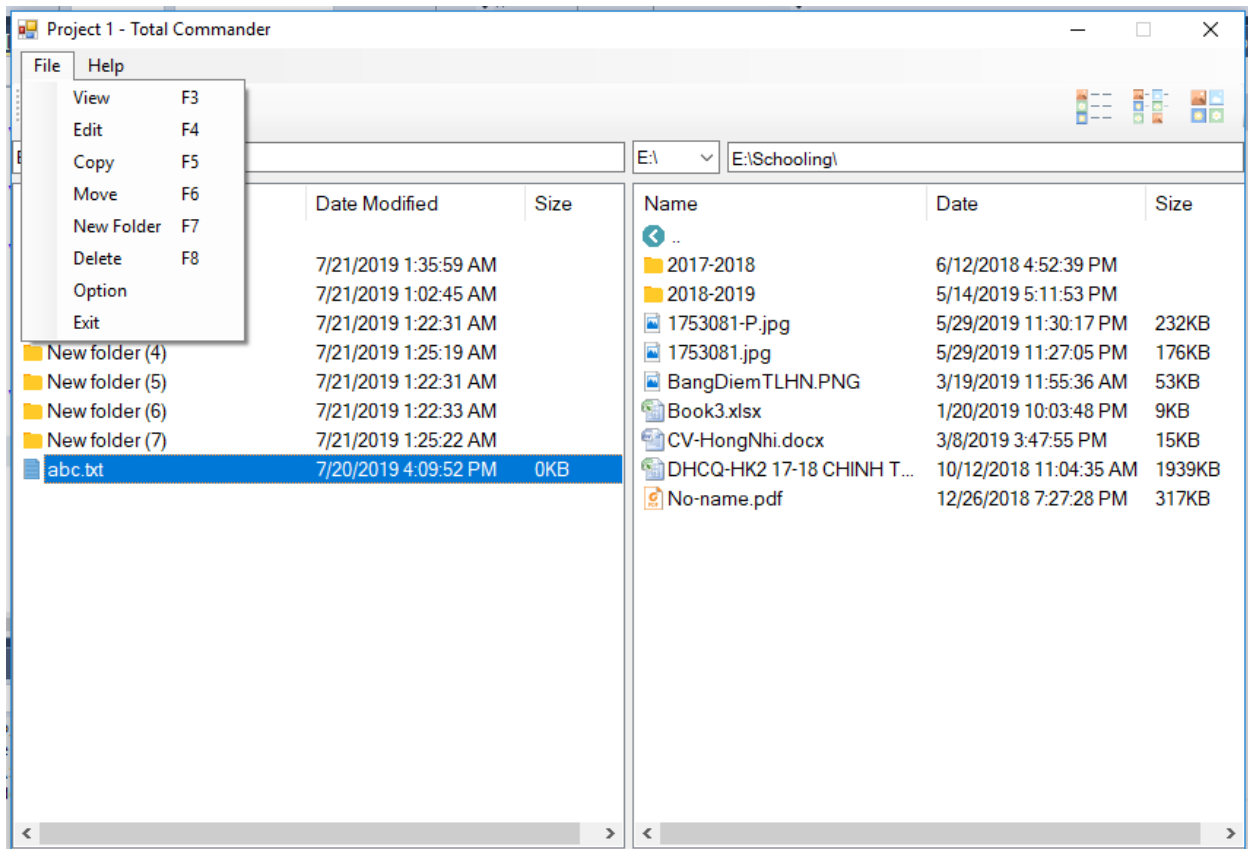 Project 1 - Total Commander
File Help
View F3
Edit F4
Copy F5
Move F6
New Folder F7
Delete F8
Option
Exit
Date Modified Size
7/21/2019 1:35:59 AM
7/21/2019 1:02:45 AM
7/21/2019 1:22:31 AM
New folder (4) 7/21/2019 1:25:19 AM
New folder (5) 7/21/2019 1:22:31 AM
New folder (6) 7/21/2019 1:22:33 AM
New folder (7) 7/21/2019 1:25:22 AM
abc.txt 7/20/2019 4:09:52 PM 0KB
E:\ E:\Schooling\
Name Date Size
..
2017-2018 6/12/2018 4:52:39 PM
2018-2019 5/14/2019 5:11:53 PM
1753081-P.jpg 5/29/2019 11:30:17 PM 232KB
1753081.jpg 5/29/2019 11:27:05 PM 176KB
BangDiemTLHN.PNG 3/19/2019 11:55:36 AM 53KB
Book3.xlsx 1/20/2019 10:03:48 PM 9KB
CV-HongNhi.docx 3/8/2019 3:47:55 PM 15KB
DHCQ-HK2 17-18 CHINH T... 10/12/2018 11:04:35 AM 1939KB
No-name.pdf 12/26/2018 7:27:28 PM 317KB